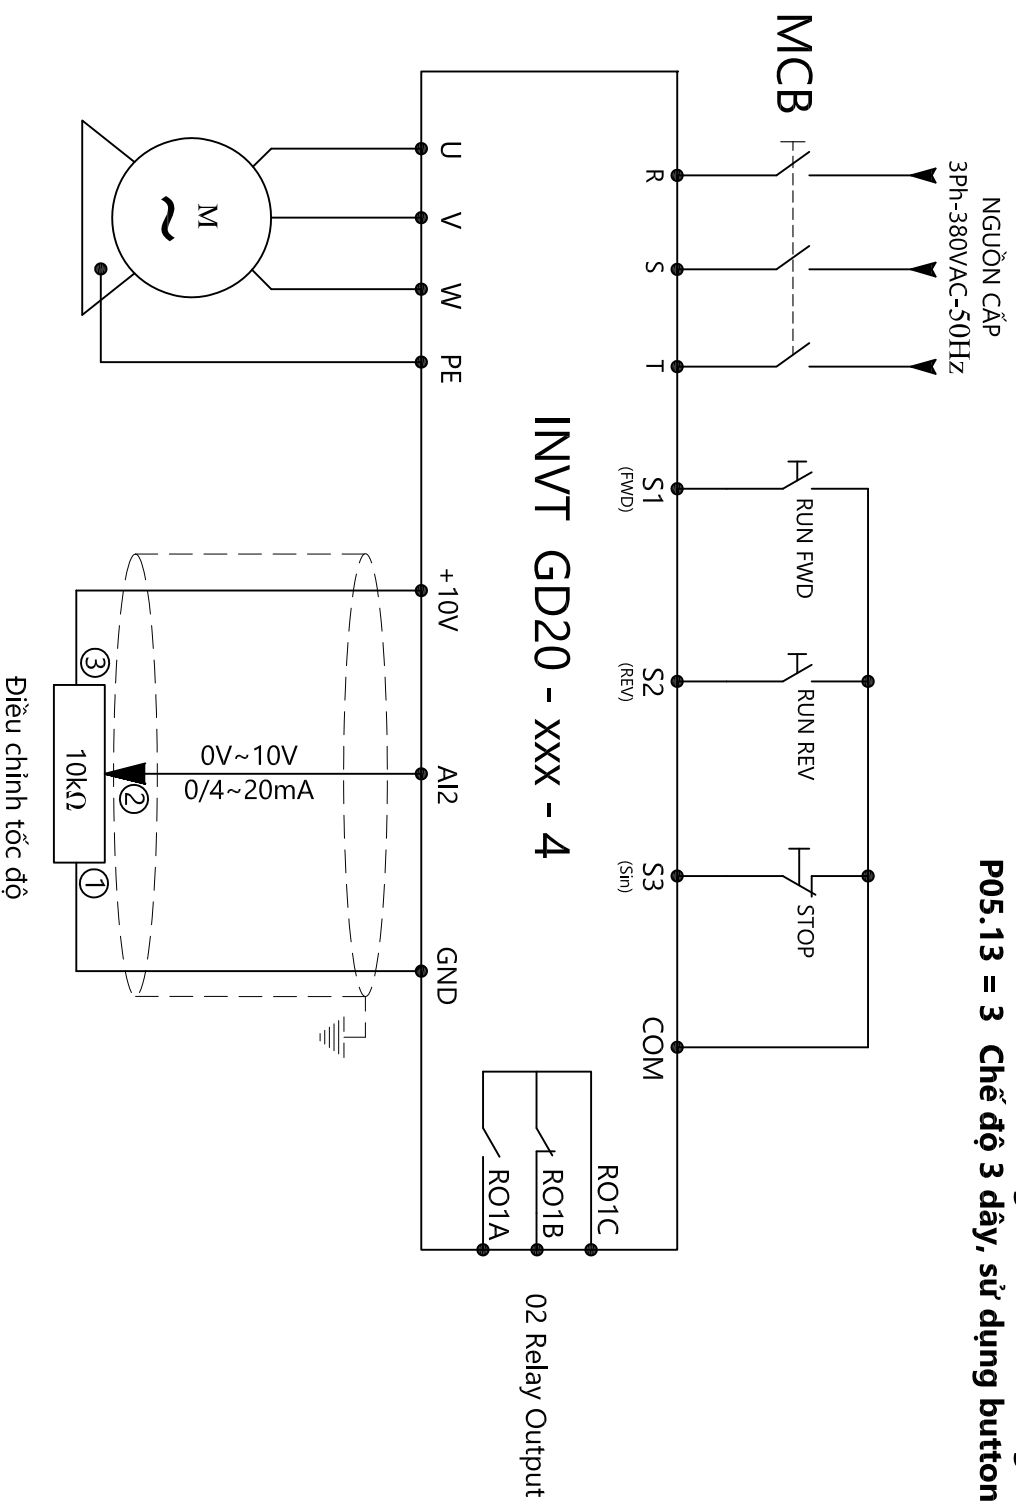 P05.13 = 3 Chế độ 3 dây, sử dụng button
NGUỒN CẤP
3Ph-380VAC-50Hz
MCB
RUN FWD
RUN REV
STOP
R
S
T
S1
(FWD)
S2
(REV)
S3
(Sin)
COM
INVT GD20 - xxx - 4
RO1C
RO1B
RO1A
02 Relay Output
U
V
W
PE
+10V
AI2
GND
M
~
0V~10V
0/4~20mA
3
2
1
10kΩ
Điều chỉnh tốc độ